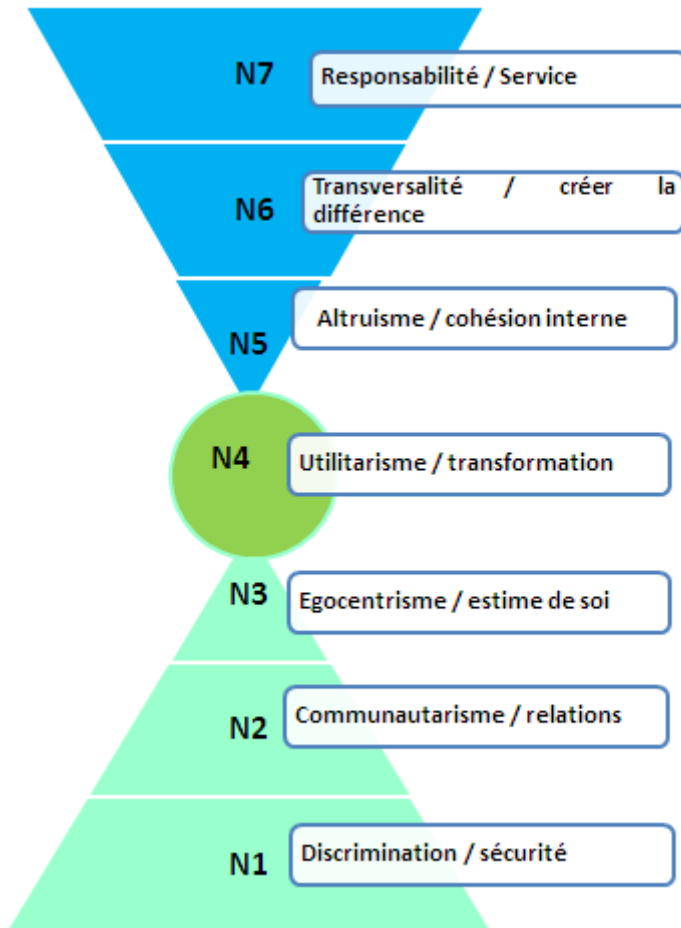 N7 Responsabilité / Service
N6 Transversalité / créer la
différence
N5 Altruisme / cohésion interne
N4 Utilitarisme / transformation
N3 Egocentrisme / estime de soi
N2 Communautarisme / relations
N1 Discrimination / sécurité